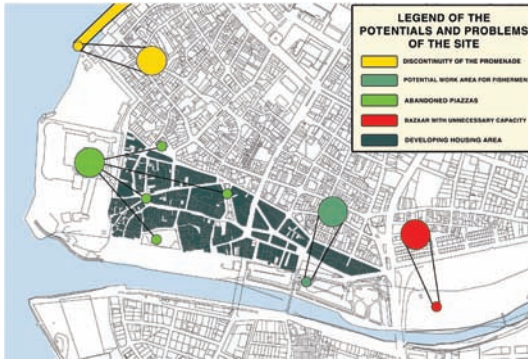 LEGEND OF THE
POTENTIALS AND PROBLEMS
OF THE SITE
DISCONTINUITY OF THE PROMENADE
POTENTIAL WORK AREA FOR FISHERMEN
ABANDONED PIAZZAS
BAZAAR WITH UNNECESSARY CAPACITY
DEVELOPING HOUSING AREA